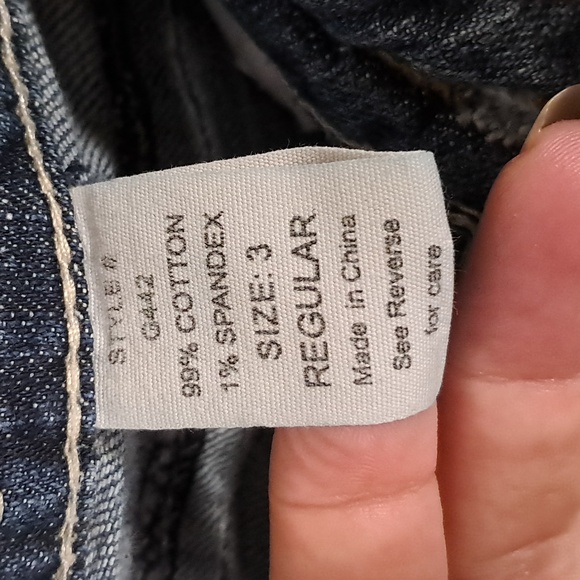 STYLE #
G442
99% COTTON
1% SPANDEX
SIZE: 3
REGULAR
Made in China
See Reverse
for care